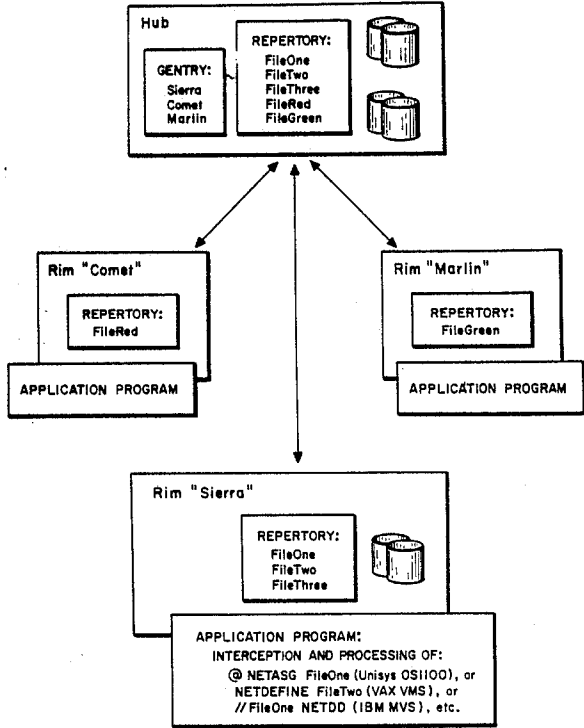 Hub
GENTRY:
Sierra
Comet
Marlin
REPERTORY:
FileOne
FileTwo
FileThree
FileRed
FileGreen
Rim "Comet"
REPERTORY:
FileRed
APPLICATION PROGRAM
Rim "Marlin"
REPERTORY:
FileGreen
APPLICATION PROGRAM
Rim "Sierra"
REPERTORY:
FileOne
FileTwo
FileThree
APPLICATION PROGRAM:
INTERCEPTION AND PROCESSING OF:
@ NETASG FileOne (Unisys OS1100), or
NETDEFINE FileTwo (VAX VMS), or
// FileOne NETDD (IBM MVS), etc.